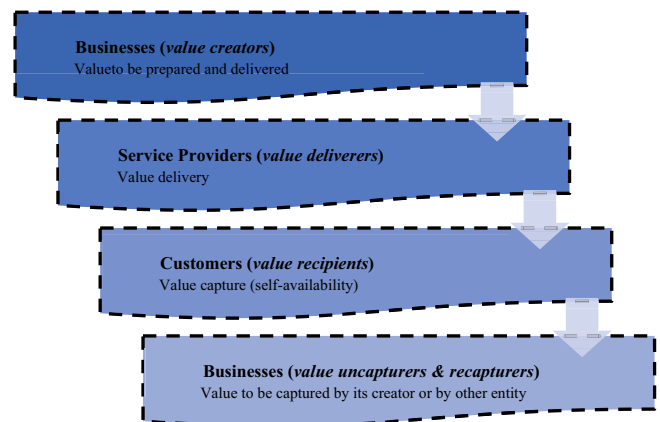 Businesses (value creators)
Valueto be prepared and delivered
Service Providers (value deliverers)
Value delivery
Customers (value recipients)
Value capture (self-availability)
Businesses (value uncapturers & recapturers)
Value to be captured by its creator or by other entity